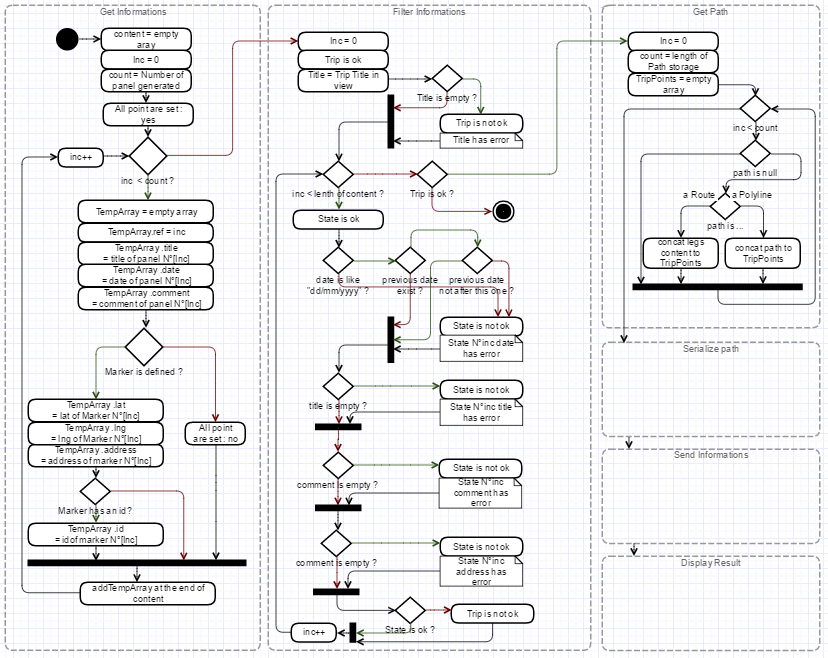 Get Informations
content = empty
aray
Inc = 0
count = Number of
panel generated
All point are set :
yes
inc++
inc < count ?
TempArray = empty array
TempArray.ref = inc
TempArray .title
= title of panel N°[Inc]
TempArray .date
= date of panel N°[Inc]
TempArray .comment
= comment of panel N°[Inc]
Marker is defined ?
TempArray .lat
= lat of Marker N°[Inc]
TempArray .lng
= lng of Marker N°[Inc]
TempArray .address
= address of marker N°[Inc]
All point
are set : no
Marker has an id?
TempArray .id
= id of marker N°[Inc]
add TempArray at the end of
content
Filter Informations
Inc = 0
Trip is ok
Title = Trip Title in
view
Title is empty ?
Trip is not ok
Title has error
inc < lenth of content ?
Trip is ok ?
State is ok
date is like
"dd/mm/yyyy" ?
previous date
exist ?
previous date
not after this one ?
State is not ok
State N°inc date
has error
title is empty ?
State is not ok
State N°inc title
has error
comment is empty ?
State is not ok
State N°inc
comment has
error
comment is empty ?
State is not ok
State N°inc
address has
error
State is ok ?
Trip is not ok
inc++
Get Path
Inc = 0
count = length of
Path storage
TripPoints = empty
array
inc < count
path is null
a Route
a Polyline
path is ...
concat legs
content to
TripPoints
concat path to
TripPoints
Serialize path
Send Informations
Display Result